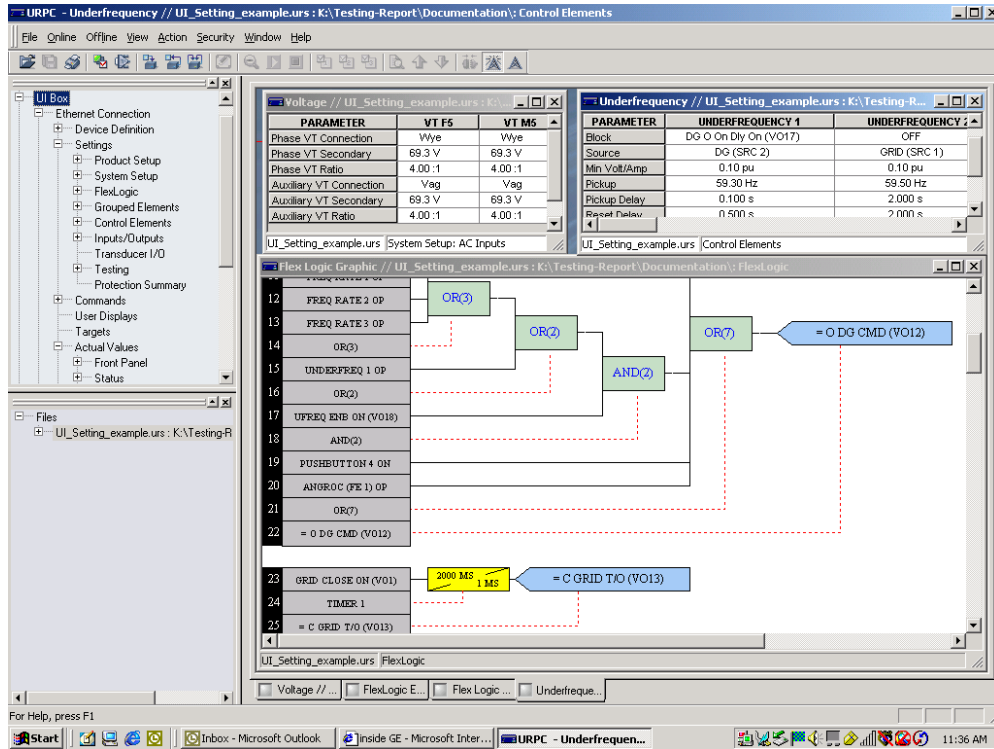 URPC - Underfrequency // UI_Setting_example.urs : K:\Testing-Report\Documentation\: Control Elements
File Online Offline View Action Security Window Help
UI Box
Ethernet Connection
Device Definition
Settings
Product Setup
System Setup
FlexLogic
Grouped Elements
Control Elements
Inputs/Outputs
Transducer I/O
Testing
Protection Summary
Commands
User Displays
Targets
Actual Values
Front Panel
Status
Files
UI_Setting_example.urs : K:\Testing-R
Voltage // UI_Setting_example.urs : K:\...
PARAMETER VT F5 VT M5
Phase VT Connection Wye Wye
Phase VT Secondary 69.3 V 69.3 V
Phase VT Ratio 4.00 :1 4.00 :1
Auxiliary VT Connection Vag Vag
Auxiliary VT Secondary 69.3 V 69.3 V
Auxiliary VT Ratio 4.00 :1 4.00 :1
UI_Setting_example.urs System Setup: AC Inputs
Underfrequency // UI_Setting_example.urs : K:\Testing-R...
PARAMETER UNDERFREQUENCY 1 UNDERFREQUENCY 2
Block DG O On Dly On (VO17) OFF
Source DG (SRC 2) GRID (SRC 1)
Min Volt/Amp 0.10 pu 0.10 pu
Pickup 59.30 Hz 59.50 Hz
Pickup Delay 0.100 s 2.000 s
Reset Delay 0.500 s 2.000 s
UI_Setting_example.urs Control Elements
Flex Logic Graphic // UI_Setting_example.urs : K:\Testing-Report\Documentation\: FlexLogic
12 FREQ RATE 2 OP OR(3)
13 FREQ RATE 3 OP OR(2) OR(7) = O DG CMD (VO12)
14 OR(3)
15 UNDERFREQ 1 OP AND(2)
16 OR(2)
17 UFREQ ENB ON (VO18)
18 AND(2)
19 PUSHBUTTON 4 ON
20 ANGROC (FE 1) OP
21 OR(7)
22 = O DG CMD (VO12)
23 GRID CLOSE ON (VO1) 2000 MS 1 MS = C GRID T/O (VO13)
24 TIMER 1
25 = C GRID T/O (VO13)
UI_Setting_example.urs FlexLogic
Voltage // ... FlexLogic E... Flex Logic ... Underfreque...
For Help, press F1
Start Inbox - Microsoft Outlook Inside GE - Microsoft Inter... URPC - Underfrequen... 11:36 AM